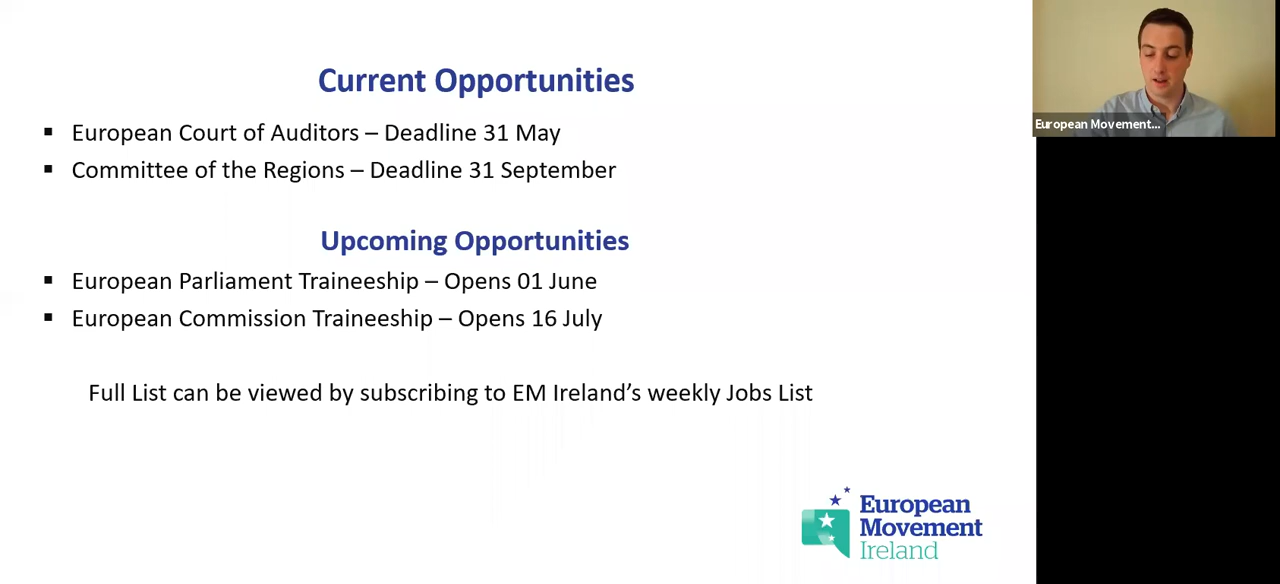 Current Opportunities
▪ European Court of Auditors – Deadline 31 May
▪ Committee of the Regions – Deadline 31 September
Upcoming Opportunities
▪ European Parliament Traineeship – Opens 01 June
▪ European Commission Traineeship – Opens 16 July
Full List can be viewed by subscribing to EM Ireland’s weekly Jobs List
European Movement...
European
Movement
Ireland